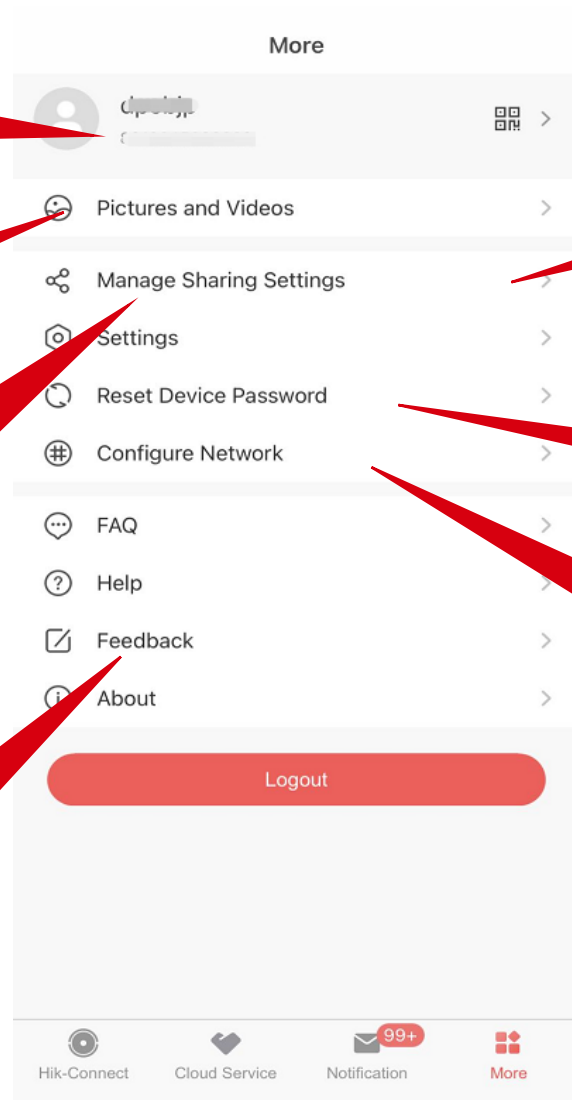 More
Pictures and Videos
Manage Sharing Settings
Settings
Reset Device Password
Configure Network
FAQ
Help
Feedback
About
Logout
99+
Hik-Connect Cloud Service Notification More